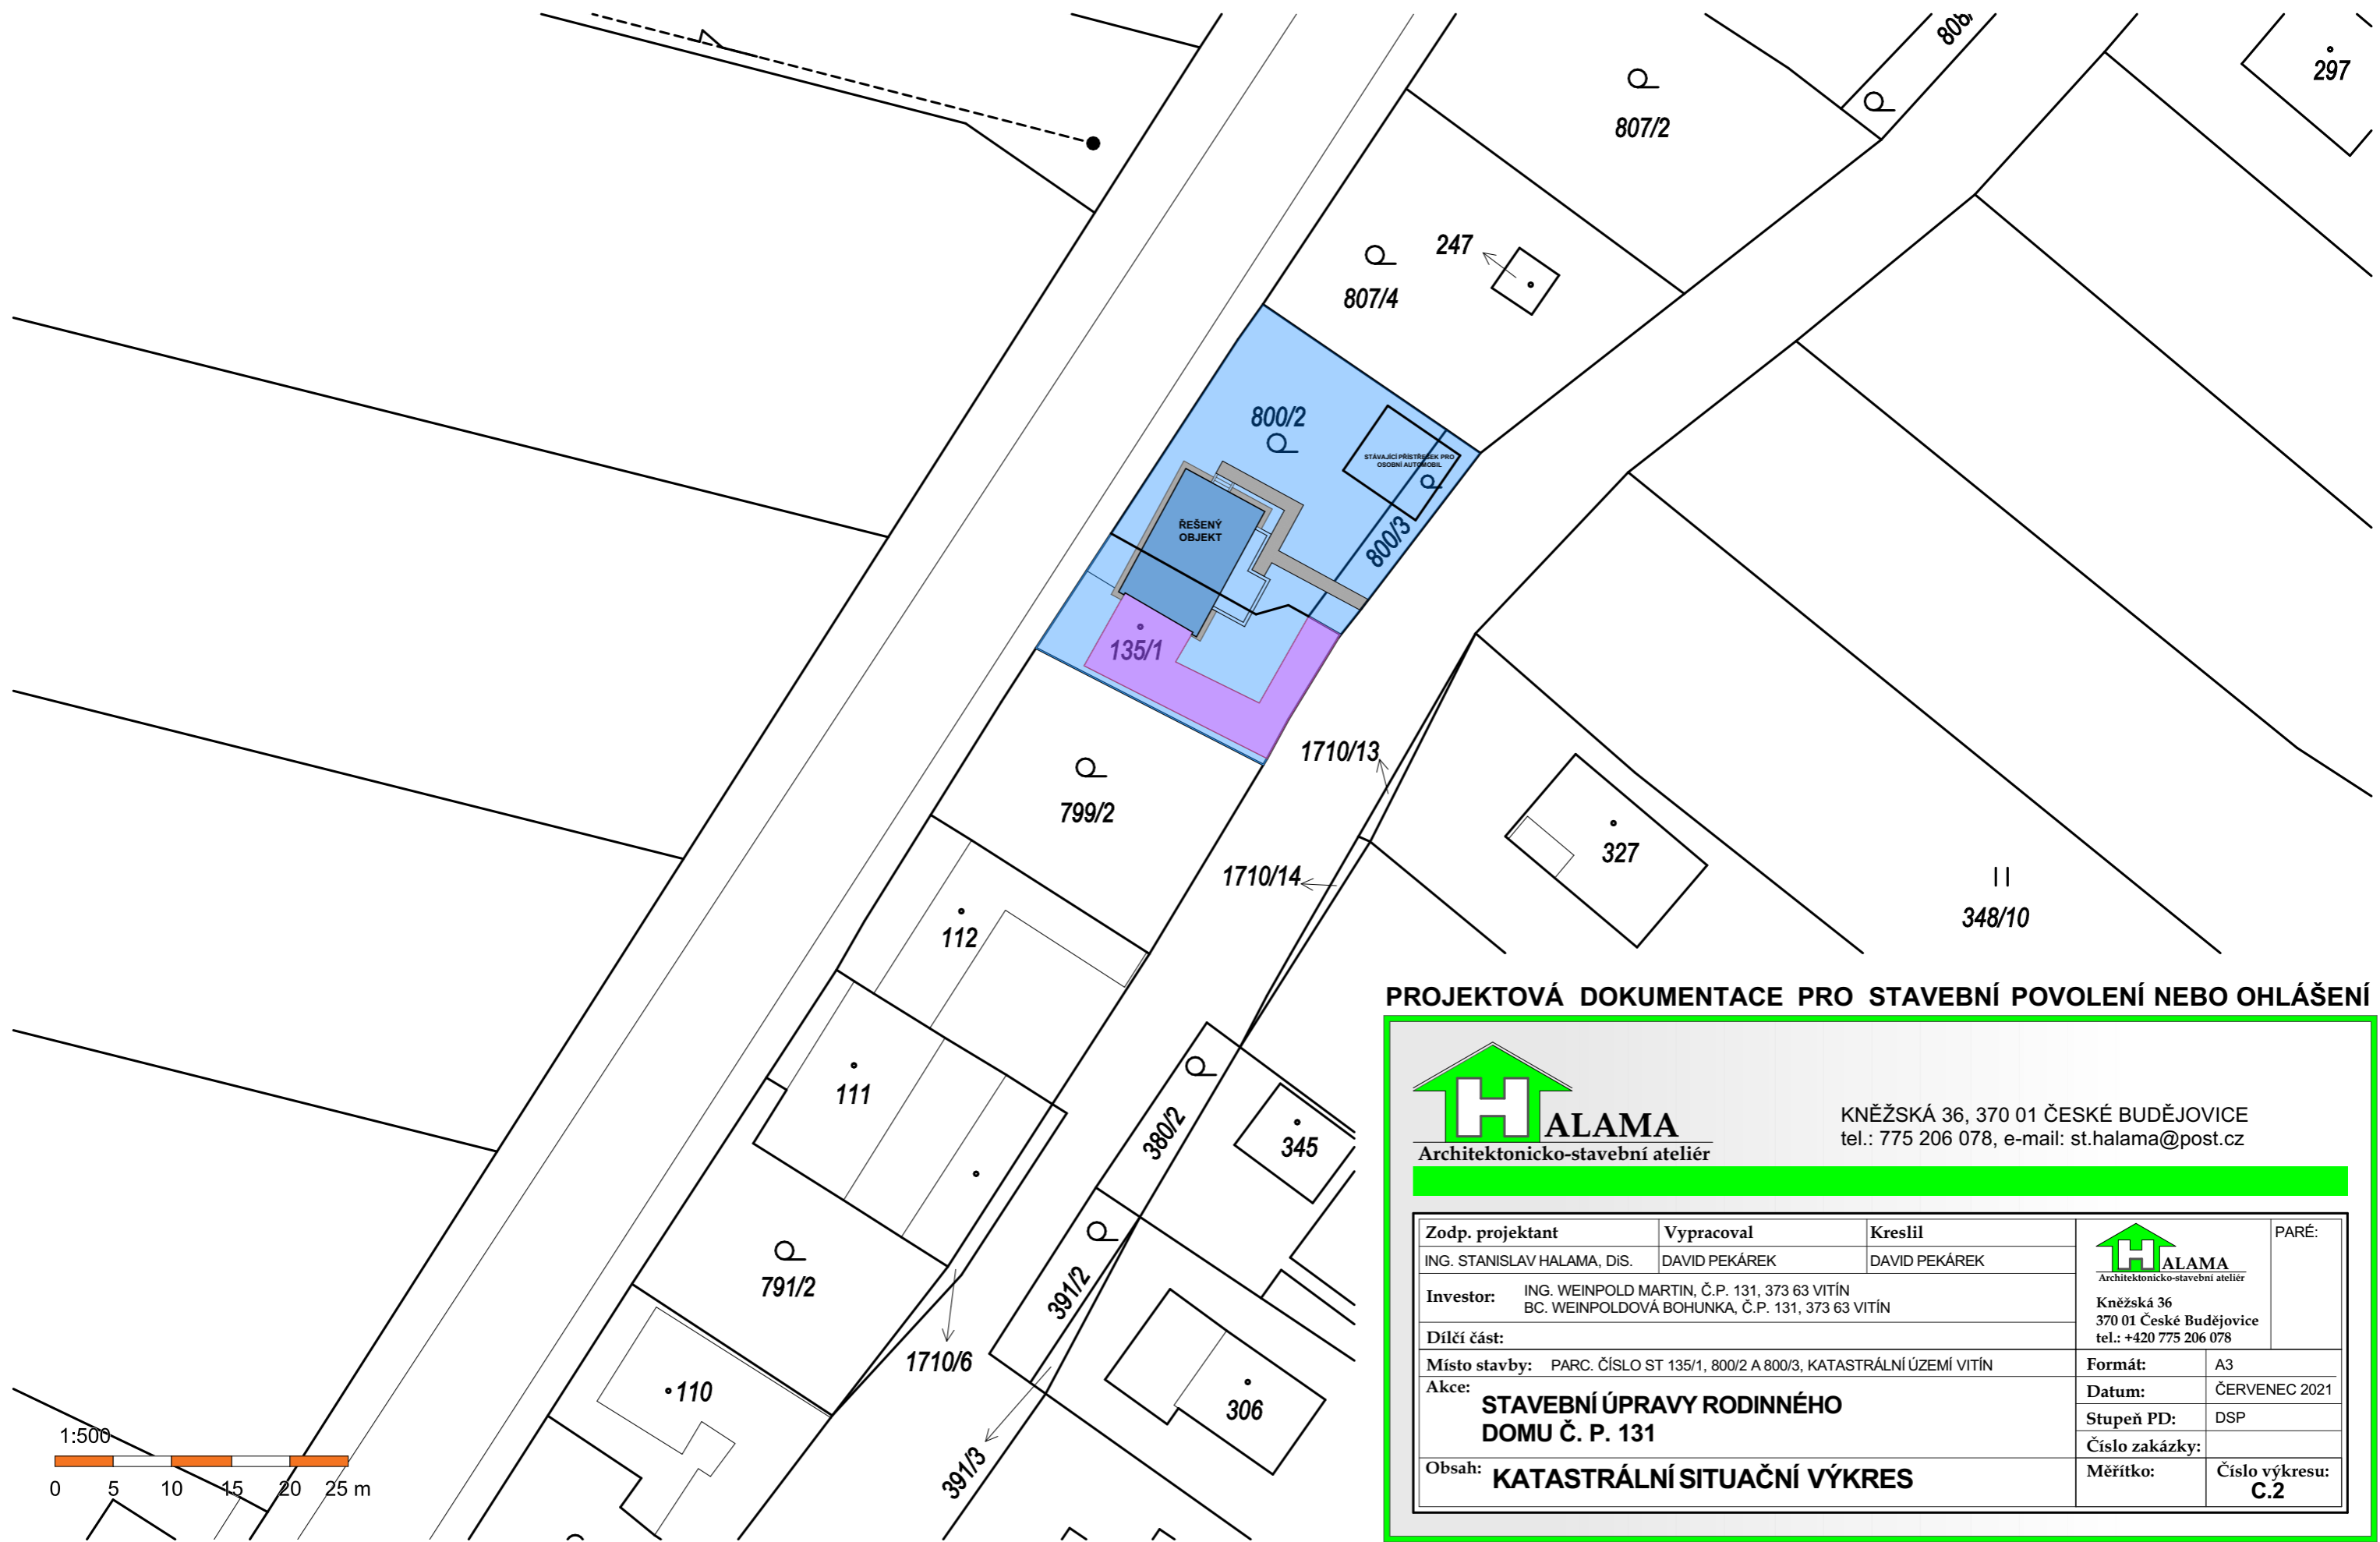 808/
297
807/2
247
807/4
800/2
STÁVAJÍCÍ PŘÍSTŘEŠEK PRO
OSOBNÍ AUTOMOBIL
ŘEŠENÝ
OBJEKT
800/3
135/1
1710/13
799/2
327
1710/14
348/10
112
111
380/2
345
791/2
391/2
1710/6
110
306
391/3
1:500
0 5 10 15 20 25 m
PROJEKTOVÁ DOKUMENTACE PRO STAVEBNÍ POVOLENÍ NEBO OHLÁŠENÍ
HALAMA
Architektonicko-stavební ateliér
KNĚŽSKÁ 36, 370 01 ČESKÉ BUDĚJOVICE
tel.: 775 206 078, e-mail: st.halama@post.cz
Zodp. projektant Vypracoval Kreslil
ING. STANISLAV HALAMA, DiS. DAVID PEKÁREK DAVID PEKÁREK
HALAMA
Architektonicko-stavební ateliér
Kněžská 36
370 01 České Budějovice
tel.: +420 775 206 078
PARÉ:
Investor: ING. WEINPOLD MARTIN, Č.P. 131, 373 63 VITÍN
BC. WEINPOLDOVÁ BOHUNKA, Č.P. 131, 373 63 VITÍN
Dílčí část:
Místo stavby: PARC. ČÍSLO ST 135/1, 800/2 A 800/3, KATASTRÁLNÍ ÚZEMÍ VITÍN
Formát: A3
Akce: STAVEBNÍ ÚPRAVY RODINNÉHO
DOMU Č. P. 131
Datum: ČERVENEC 2021
Stupeň PD: DSP
Číslo zakázky:
Obsah: KATASTRÁLNÍ SITUAČNÍ VÝKRES
Měřítko:
Číslo výkresu:
C.2